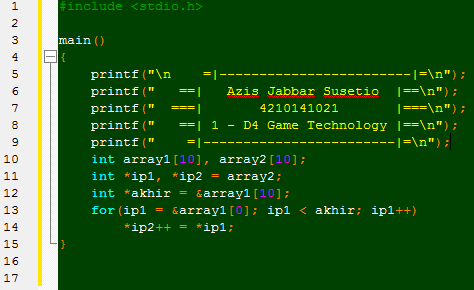 1 #include <stdio.h>
2
3 main()
4 {
5     printf("\n    =|------------------------|=\n");
6     printf("   ==|   Azis Jabbar Susetio  |==\n");
7     printf("  ===|       4210141021       |===\n");
8     printf("   ==| 1 - D4 Game Technology |==\n");
9     printf("    =|------------------------|=\n");
10     int array1[10], array2[10];
11     int *ip1, *ip2 = array2;
12     int *akhir = &array1[10];
13     for(ip1 = &array1[0]; ip1 < akhir; ip1++)
14         *ip2++ = *ip1;
15 }
16
17